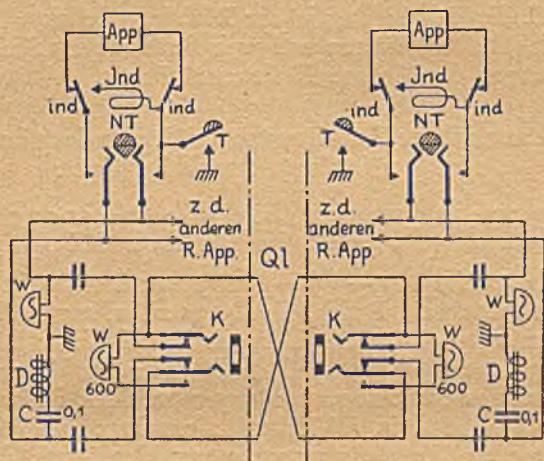 App
Jnd
ind
ind
NT
T
z. d.
anderen
R. App.
W
W
K
D
600
C
0,1
Q1
App
Jnd
ind
ind
NT
T
z. d.
anderen
R. App.
K
W
W
600
D
C
0,1